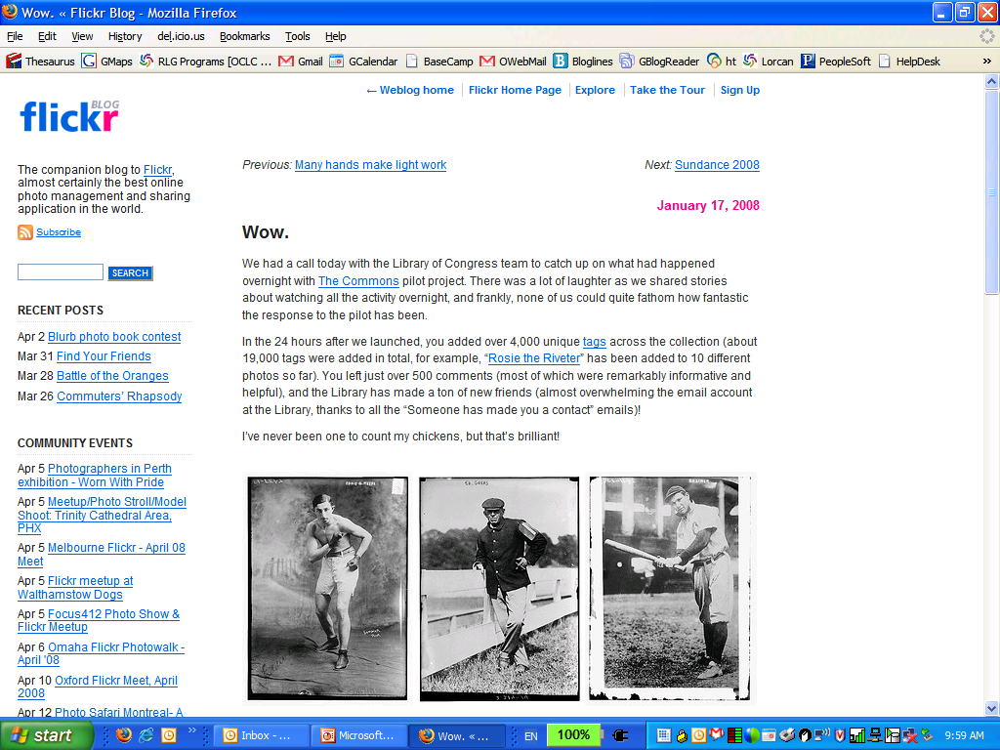 Wow. « Flickr Blog - Mozilla Firefox
File Edit View History del.icio.us Bookmarks Tools Help
Thesaurus GMaps RLG Programs [OCLC ... Gmail GCalendar BaseCamp OWebMail Bloglines GBlogReader ht Lorcan PeopleSoft HelpDesk »
← Weblog home Flickr Home Page Explore Take the Tour Sign Up
flickr BLOG
The companion blog to Flickr,
almost certainly the best online
photo management and sharing
application in the world.
Subscribe
SEARCH
RECENT POSTS
Apr 2 Blurb photo book contest
Mar 31 Find Your Friends
Mar 28 Battle of the Oranges
Mar 26 Commuters' Rhapsody
COMMUNITY EVENTS
Apr 5 Photographers in Perth
exhibition - Worn With Pride
Apr 5 Meetup/Photo Stroll/Model
Shoot: Trinity Cathedral Area,
PHX
Apr 5 Melbourne Flickr - April 08
Meet
Apr 5 Flickr meetup at
Walthamstow Dogs
Apr 5 Focus412 Photo Show &
Flickr Meetup
Apr 6 Omaha Flickr Photowalk -
April '08
Apr 10 Oxford Flickr Meet, April
2008
Apr 12 Photo Safari Montreal- A
Previous: Many hands make light work
Next: Sundance 2008
January 17, 2008
Wow.
We had a call today with the Library of Congress team to catch up on what had happened
overnight with The Commons pilot project. There was a lot of laughter as we shared stories
about watching all the activity overnight, and frankly, none of us could quite fathom how fantastic
the response to the pilot has been.
In the 24 hours after we launched, you added over 4,000 unique tags across the collection (about
19,000 tags were added in total, for example, “Rosie the Riveter” has been added to 10 different
photos so far). You left just over 500 comments (most of which were remarkably informative and
helpful), and the Library has made a ton of new friends (almost overwhelming the email account
at the Library, thanks to all the “Someone has made you a contact” emails)!
I’ve never been one to count my chickens, but that’s brilliant!
ED. GEERS
start » Inbox - ... Microsoft... Wow. « ... EN 100% 9:59 AM